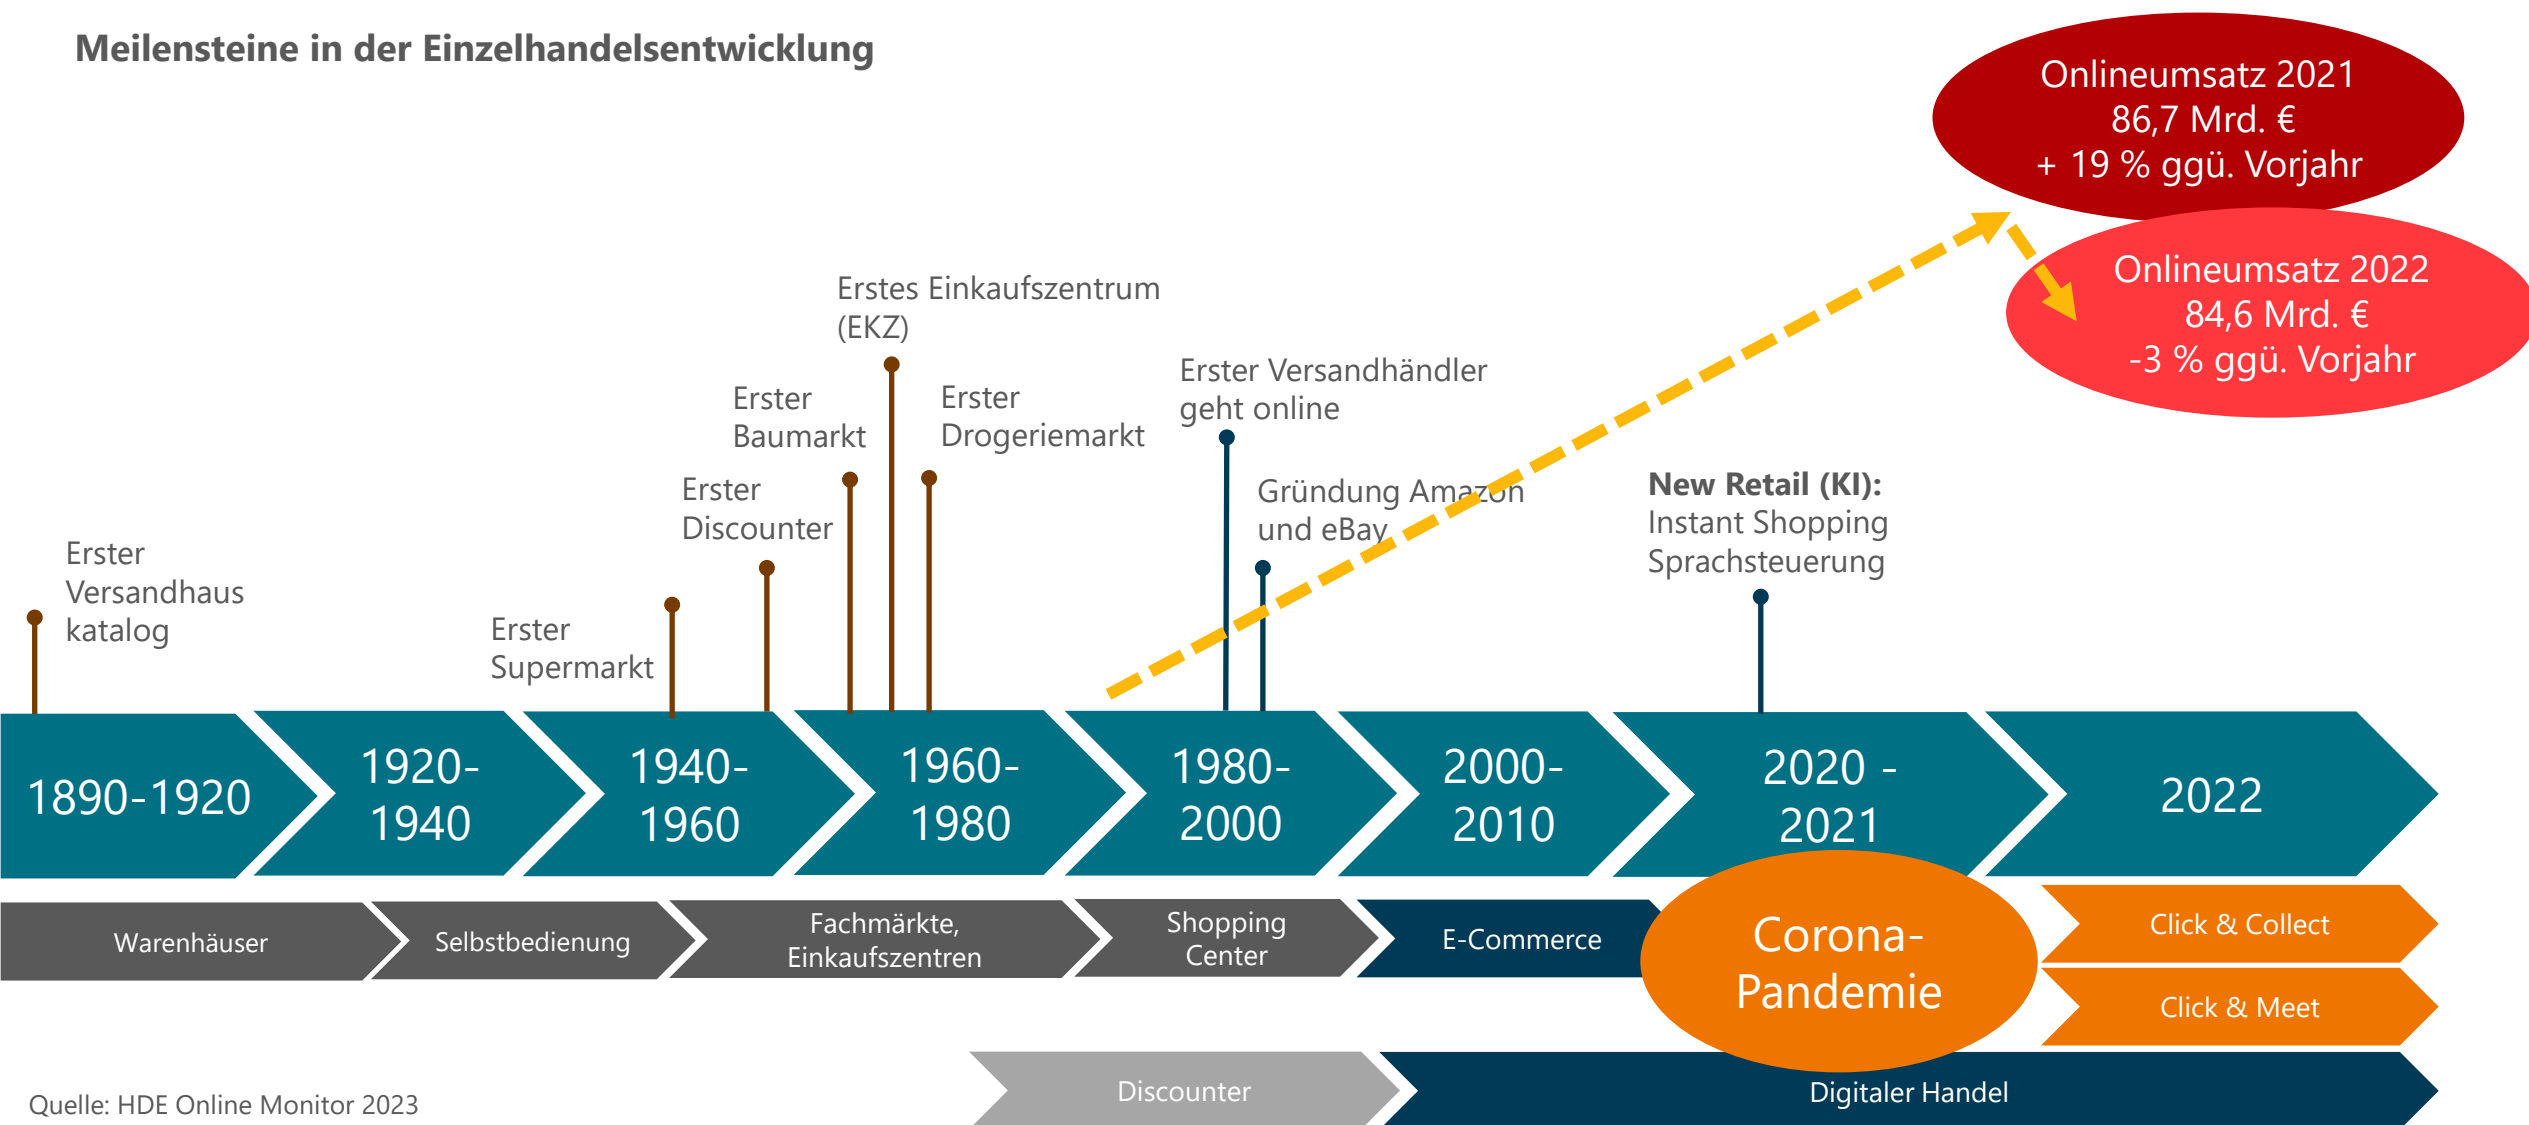 Meilensteine in der Einzelhandelsentwicklung
Onlineumsatz 2021
86,7 Mrd. €
+ 19 % ggü. Vorjahr
Onlineumsatz 2022
84,6 Mrd. €
-3 % ggü. Vorjahr
Erstes Einkaufszentrum
(EKZ)
Erster
Baumarkt
Erster
Drogeriemarkt
Erster Versandhändler
geht online
Erster
Discounter
Gründung Amazon
und eBay
New Retail (KI):
Instant Shopping
Sprachsteuerung
Erster
Versandhaus
katalog
Erster
Supermarkt
1890-1920
1920-
1940
1940-
1960
1960-
1980
1980-
2000
2000-
2010
2020 -
2021
2022
Warenhäuser
Selbstbedienung
Fachmärkte,
Einkaufszentren
Shopping
Center
E-Commerce
Corona-
Pandemie
Click & Collect
Click & Meet
Discounter
Digitaler Handel
Quelle: HDE Online Monitor 2023